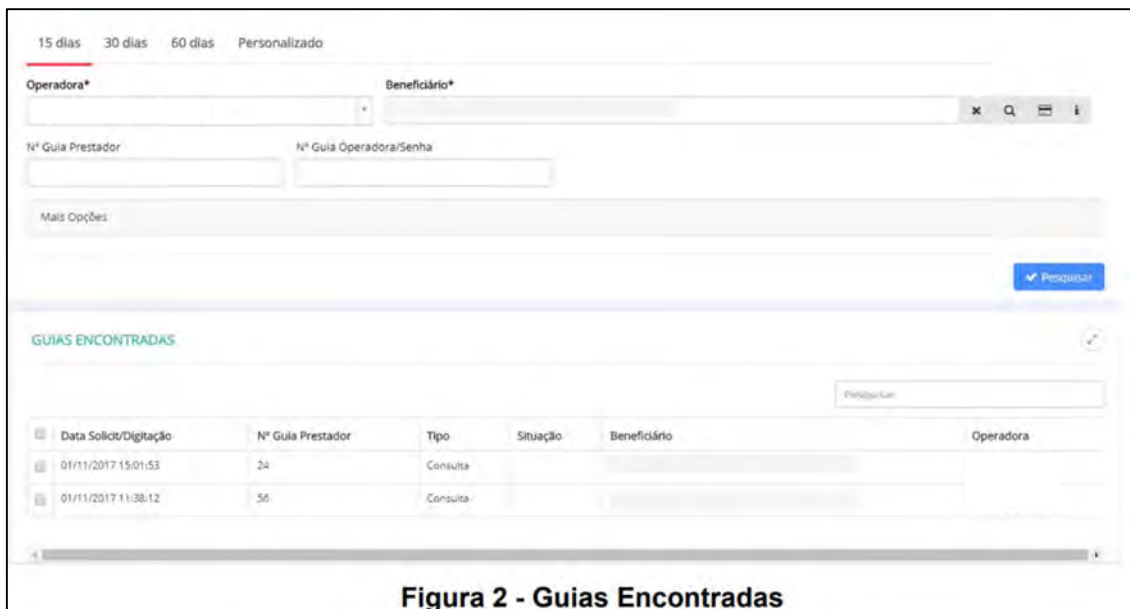 15 dias 30 dias 60 dias Personalizado
Operadora* Beneficiário*
Nº Guia Prestador Nº Guia Operadora/Senha
Mais Opções
Pesquisar
GUIAS ENCONTRADAS
Pesquisar
Data Solicit/Digitação Nº Guia Prestador Tipo Situação Beneficiário Operadora
01/11/2017 15:01:53 24 Consulta
01/11/2017 11:38:12 56 Consulta
Figura 2 - Guias Encontradas